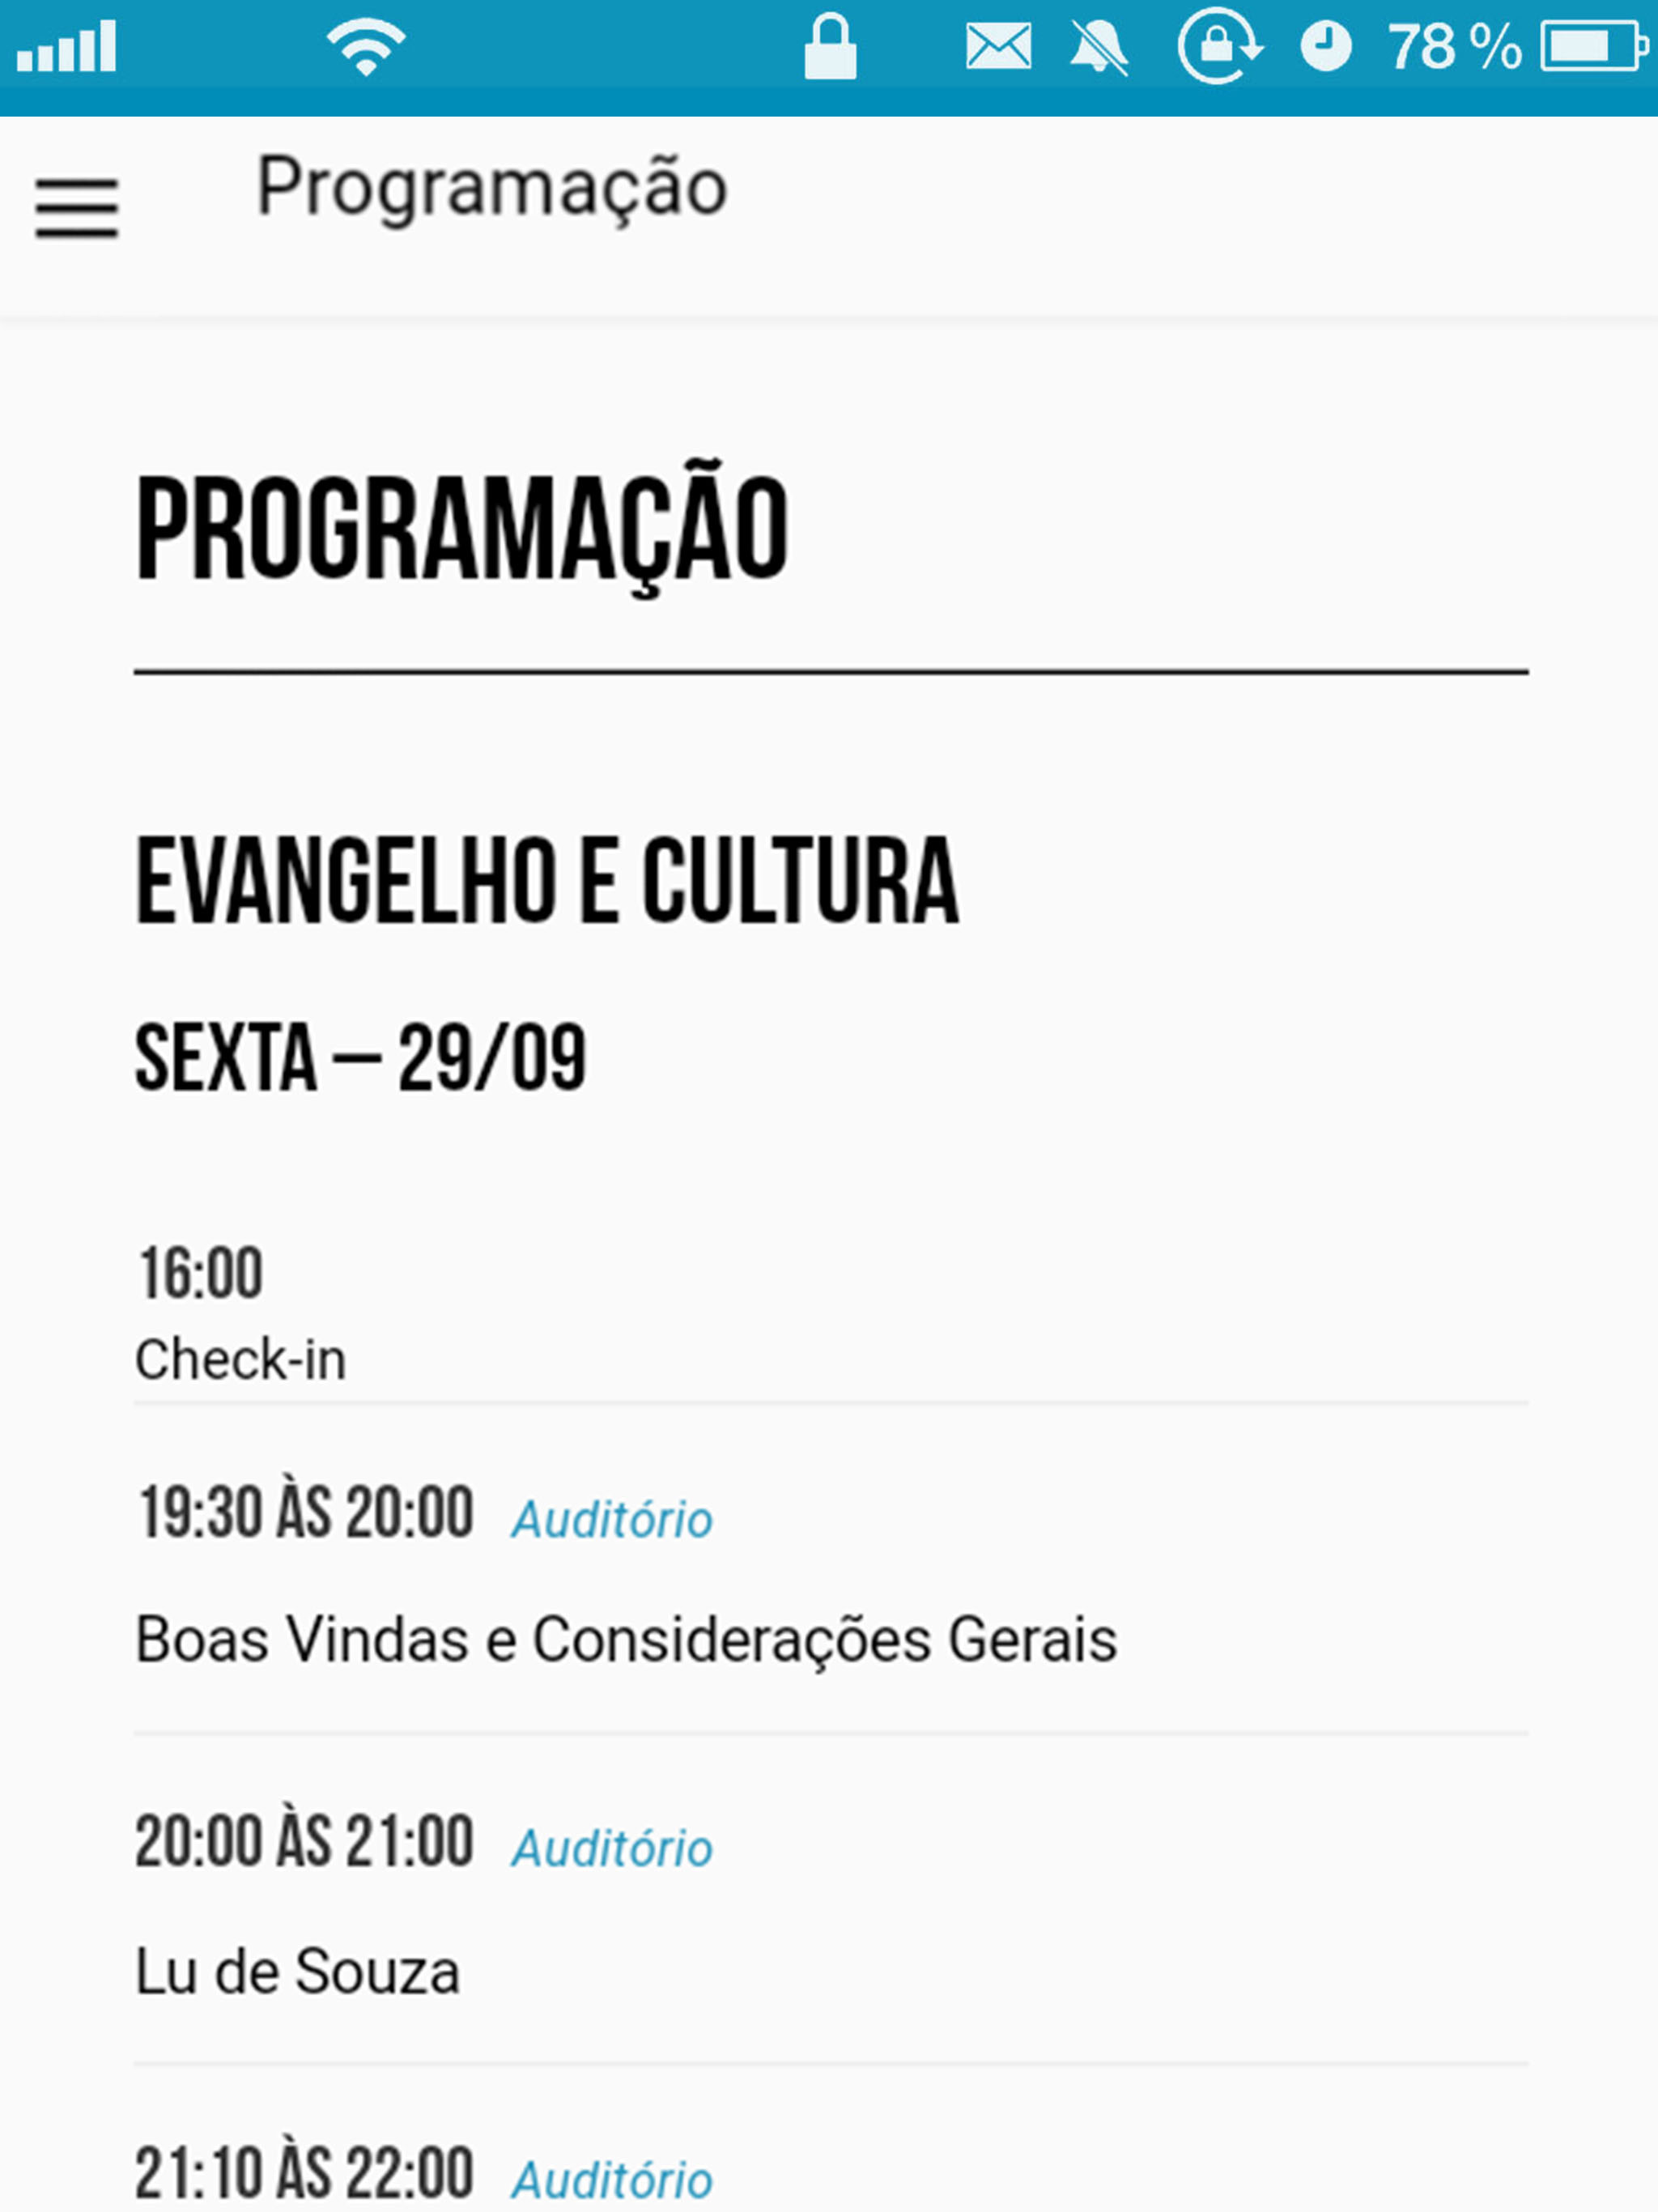 78 %
Programação
PROGRAMAÇÃO
EVANGELHO E CULTURA
SEXTA – 29/09
16:00
Check-in
19:30 ÀS 20:00 Auditório
Boas Vindas e Considerações Gerais
20:00 ÀS 21:00 Auditório
Lu de Souza
21:10 ÀS 22:00 Auditório